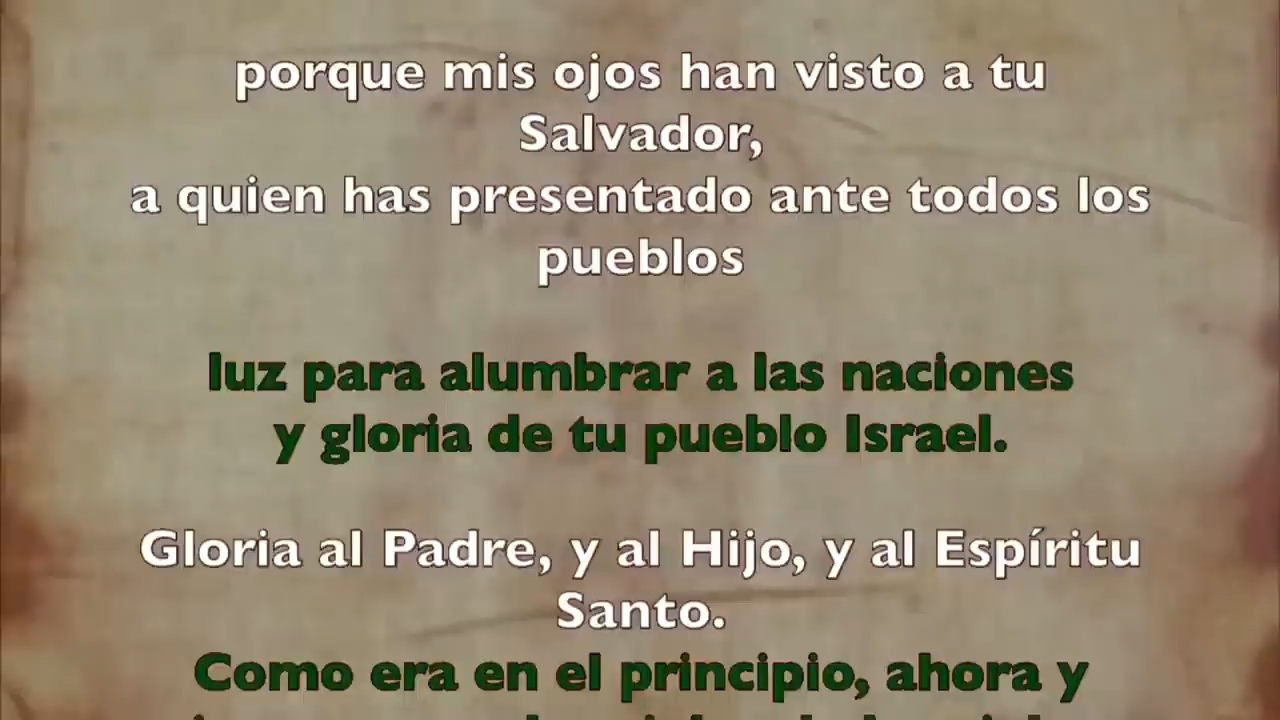 porque mis ojos han visto a tu
Salvador,
a quien has presentado ante todos los
pueblos
luz para alumbrar a las naciones
y gloria de tu pueblo Israel.
Gloria al Padre, y al Hijo, y al Espíritu
Santo.
Como era en el principio, ahora y